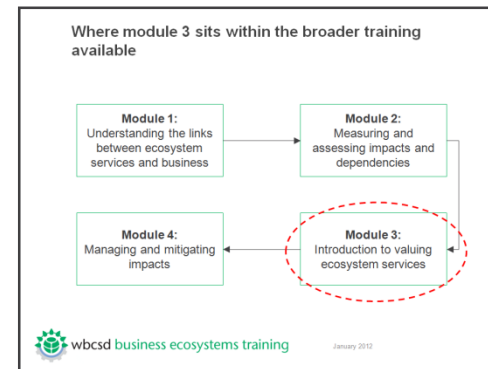 Where module 3 sits within the broader training
available
Module 1:
Understanding the links
between ecosystem
services and business
Module 2:
Measuring and
assessing impacts and
dependencies
Module 4:
Managing and mitigating
impacts
Module 3:
Introduction to valuing
ecosystem services
wbcsd business ecosystems training
January 2012